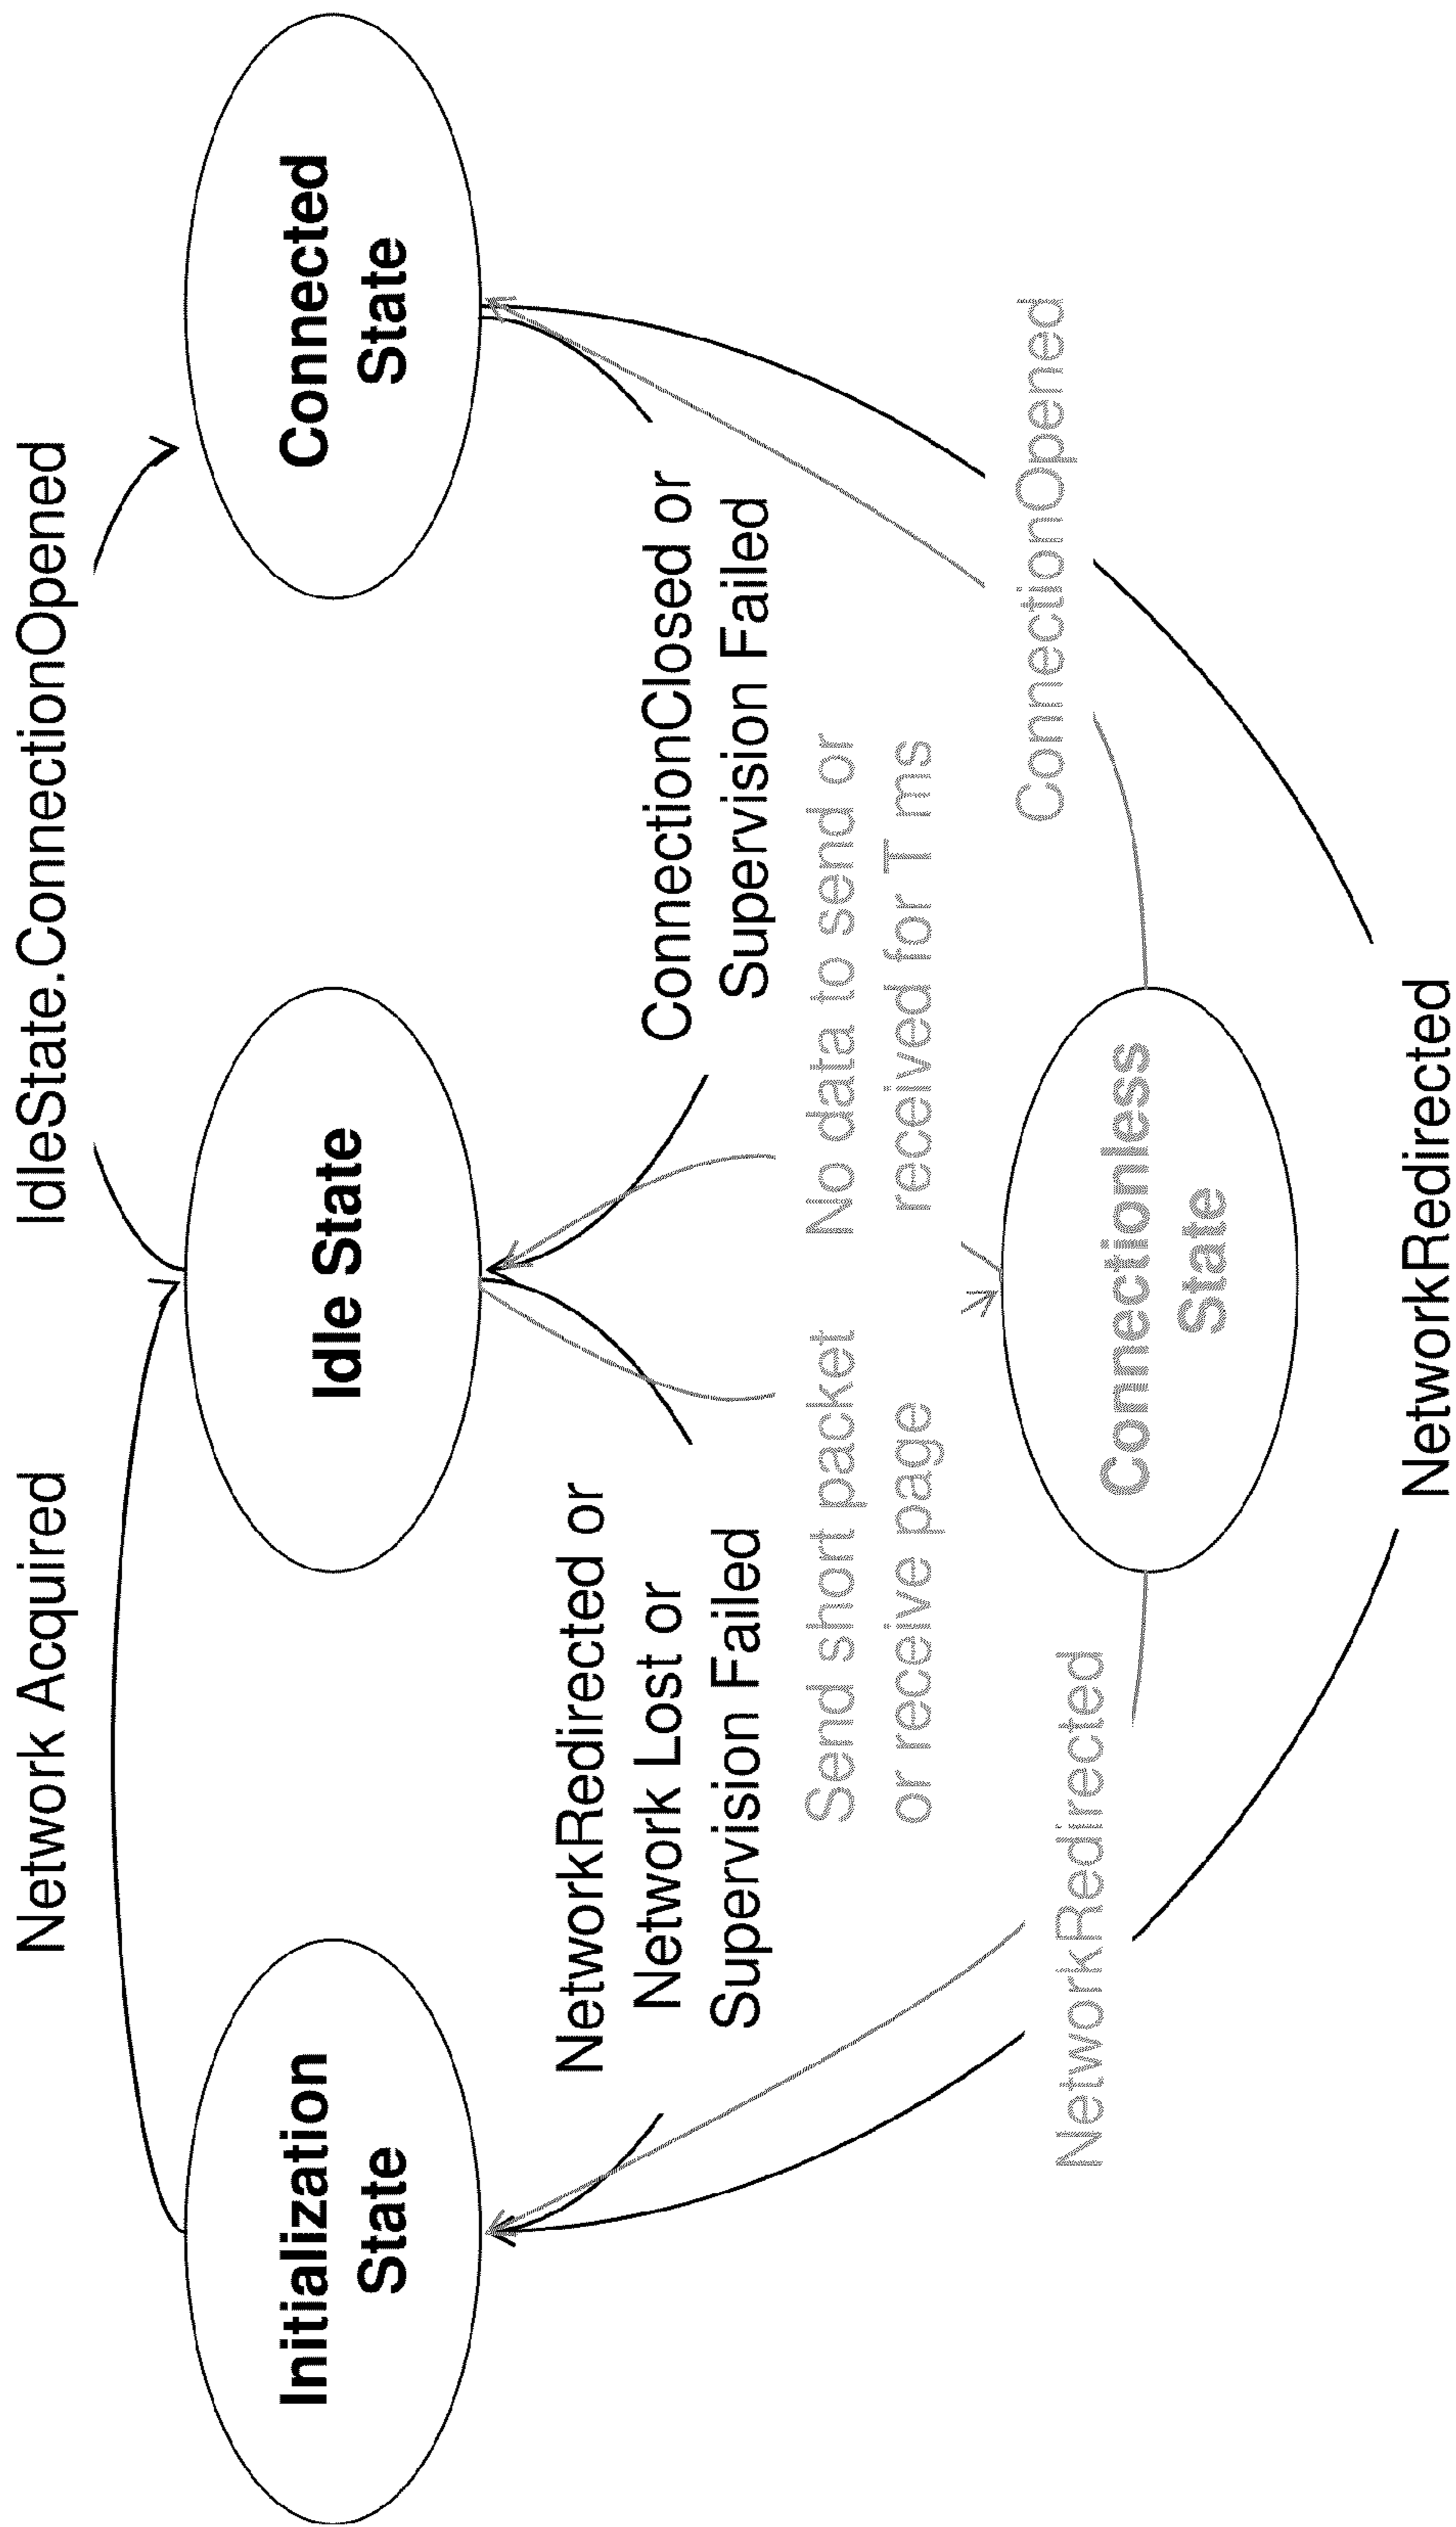 Network Acquired
IdleState.ConnectionOpened
Initialization
State
Idle State
Connected
State
NetworkRedirected or
Network Lost or
Supervision Failed
ConnectionClosed or
Supervision Failed
Send short packet
or receive page
No data to send or
received for T ms
NetworkRedirected
ConnectionOpened
Connectionless
State
NetworkRedirected